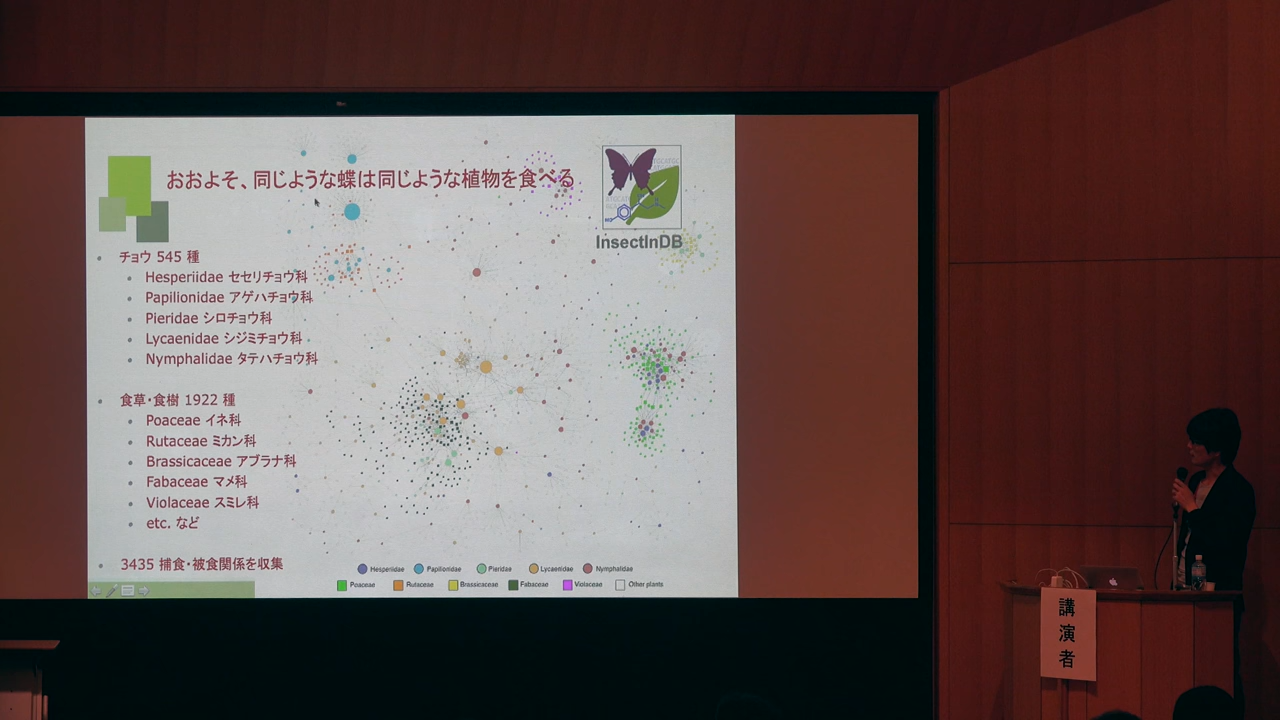 おおよそ、同じような蝶は同じような植物を食べる
InsectInDB
チョウ 545 種
Hesperiidae セセリチョウ科
Papilionidae アゲハチョウ科
Pieridae シロチョウ科
Lycaenidae シジミチョウ科
Nymphalidae タテハチョウ科
食草・食樹 1922 種
Poaceae イネ科
Rutaceae ミカン科
Brassicaceae アブラナ科
Fabaceae マメ科
Violaceae スミレ科
etc. など
3435 捕食・被食関係を収集
Hesperiidae Papilionidae Pieridae Lycaenidae Nymphalidae
Poaceae Rutaceae Brassicaceae Fabaceae Violaceae Other plants
講演者